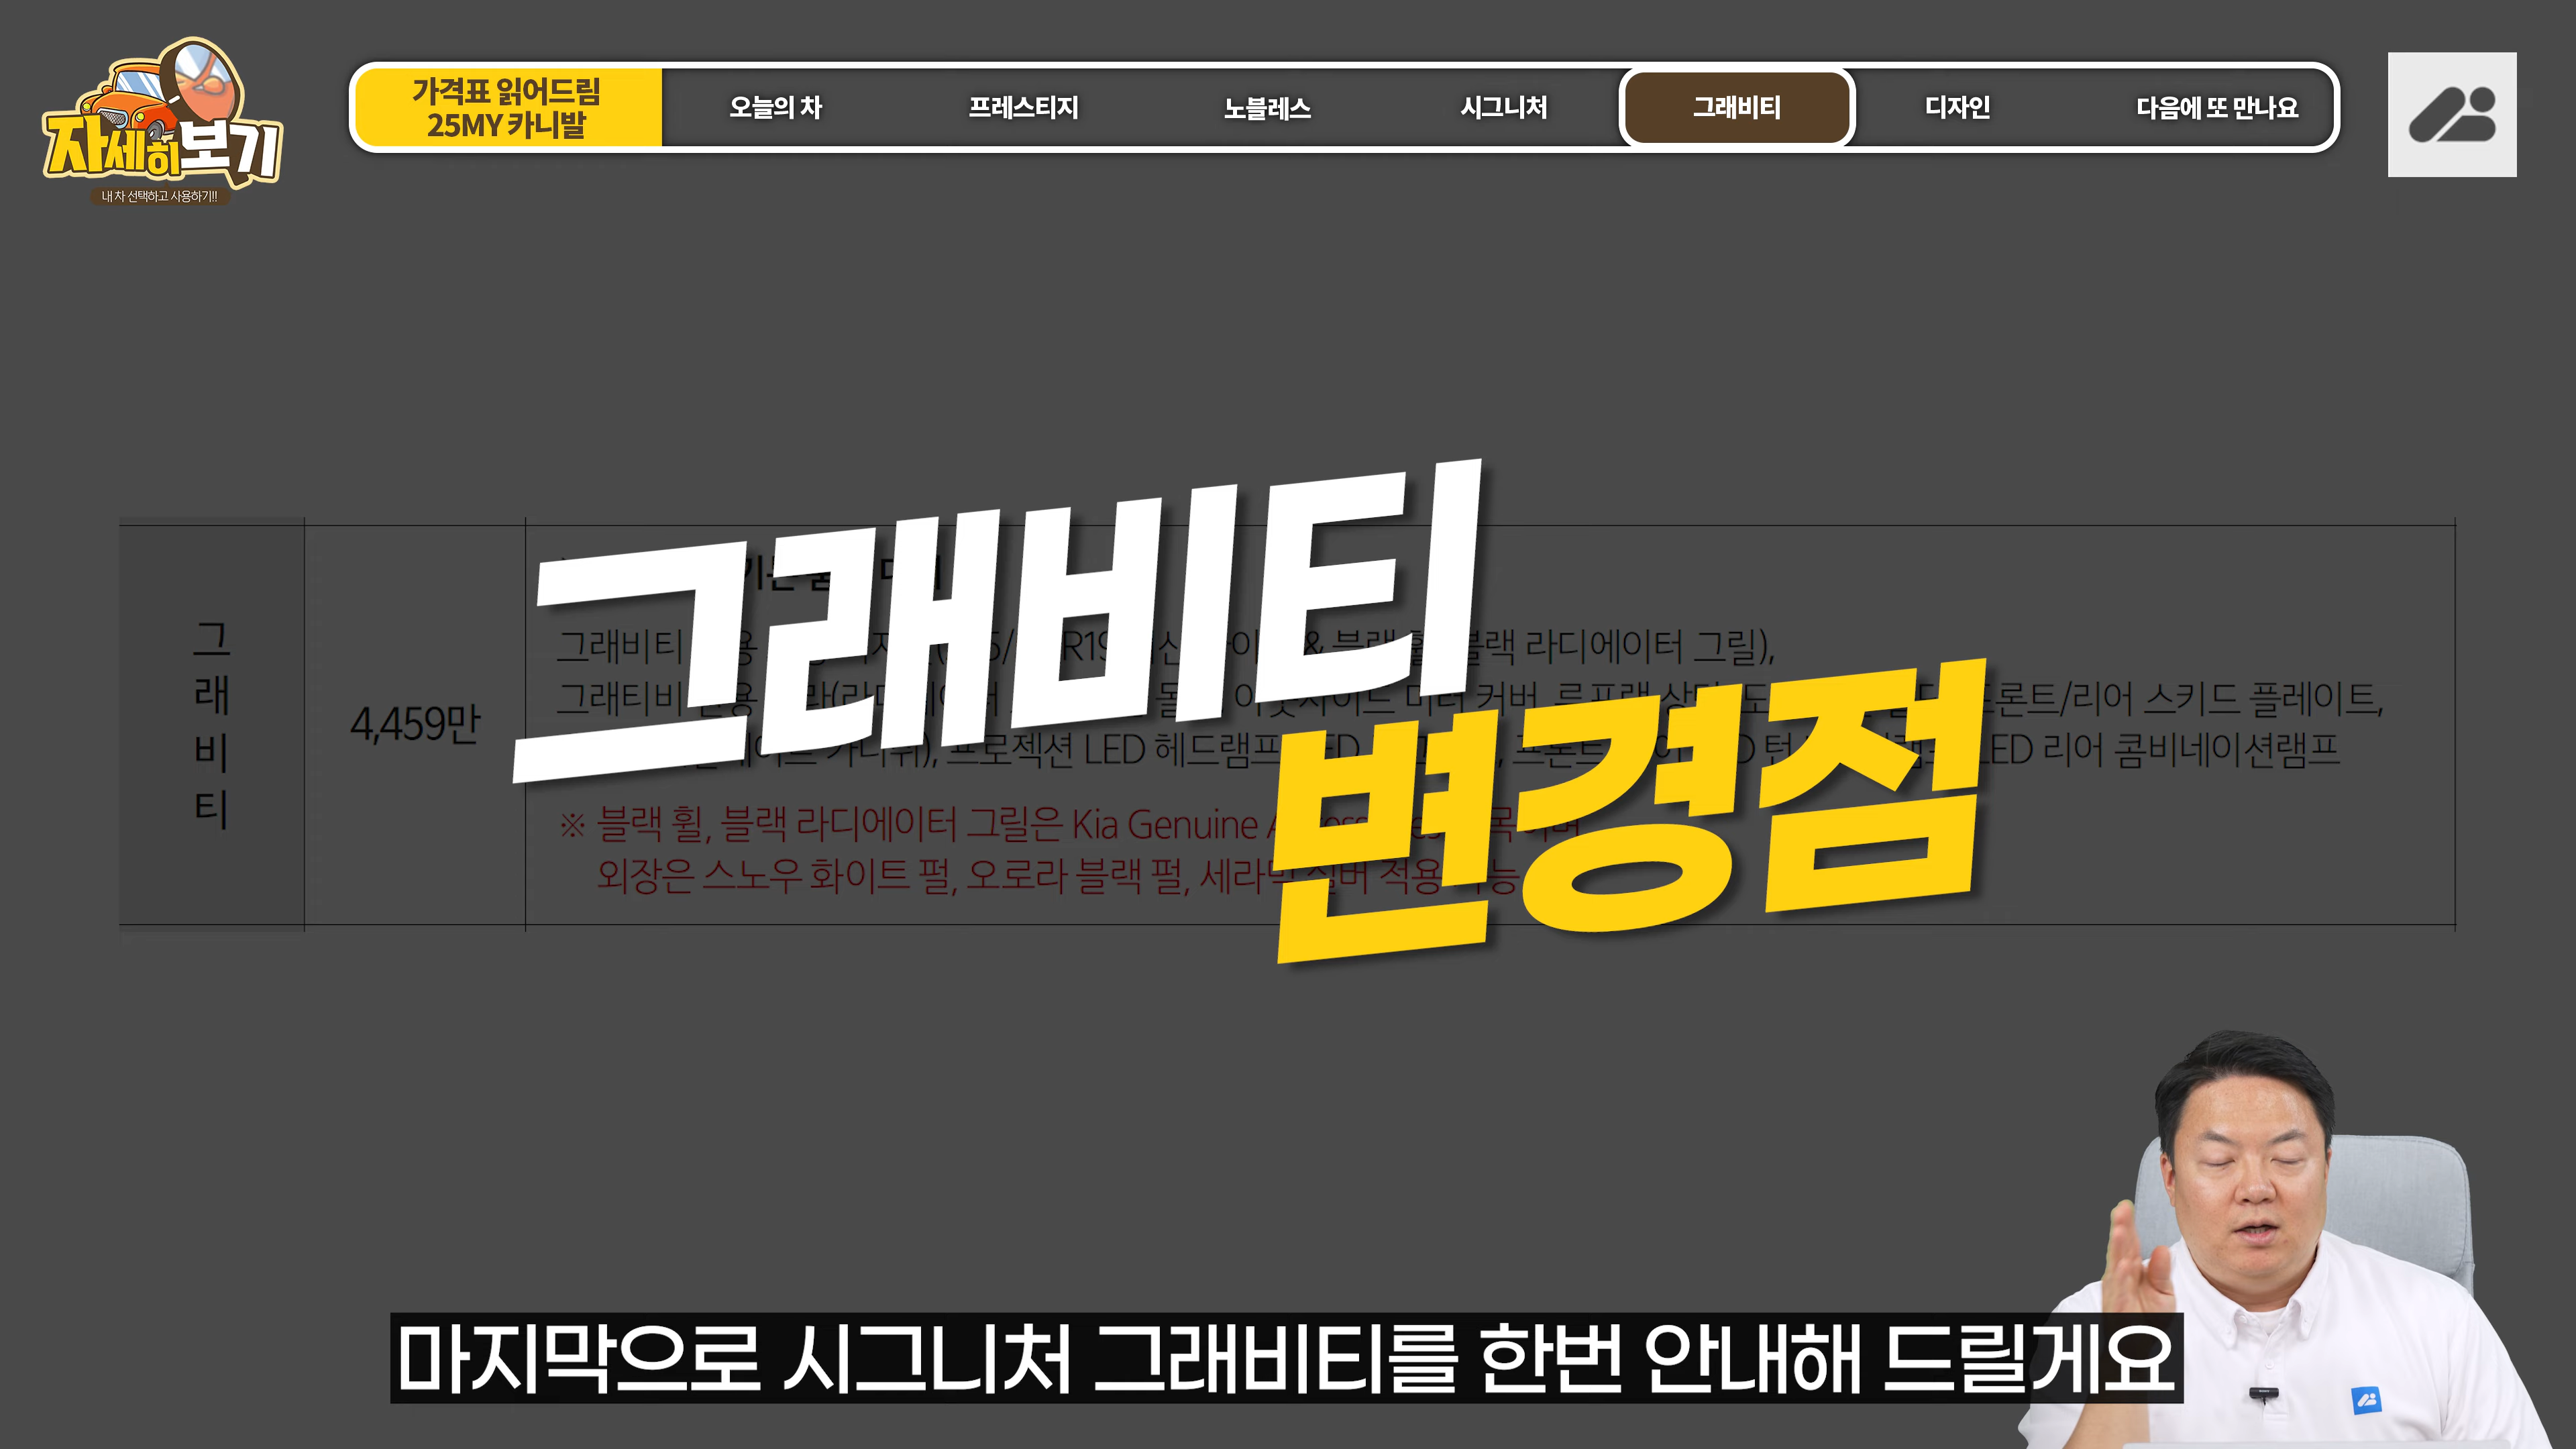 자세히보기
내 차 선택하고 사용하기!!
가격표 읽어드림
25MY 카니발
오늘의 차
프레스티지
노블레스
시그니처
그래비티
디자인
다음에 또 만나요
그래비티
변경점
그래비티
4,459만
그래비티 블랙 라디에이터 그릴),
그래티비 프론트/리어 스키드 플레이트,
프로젝션 LED 헤드램프 LED 리어 콤비네이션램프
※ 블랙 휠, 블랙 라디에이터 그릴은 Kia Genuine
외장은 스노우 화이트 펄, 오로라 블랙 펄,
마지막으로 시그니처 그래비티를 한번 안내해 드릴게요